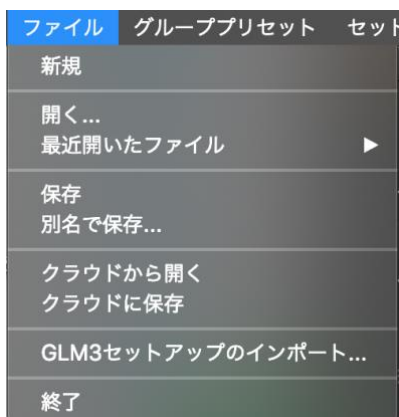 ファイル グループプリセット セット
新規
開く...
最近開いたファイル ▶
保存
別名で保存...
クラウドから開く
クラウドに保存
GLM3セットアップのインポート...
終了